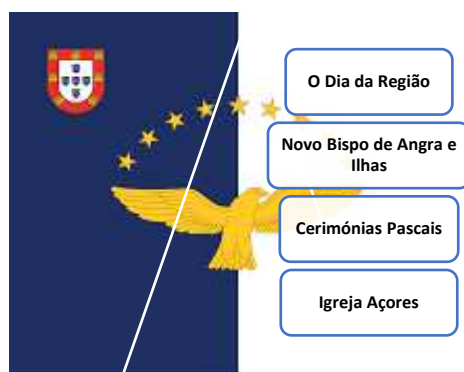 O Dia da Região
Novo Bispo de Angra e
Ilhas
Cerimónias Pascais
Igreja Açores